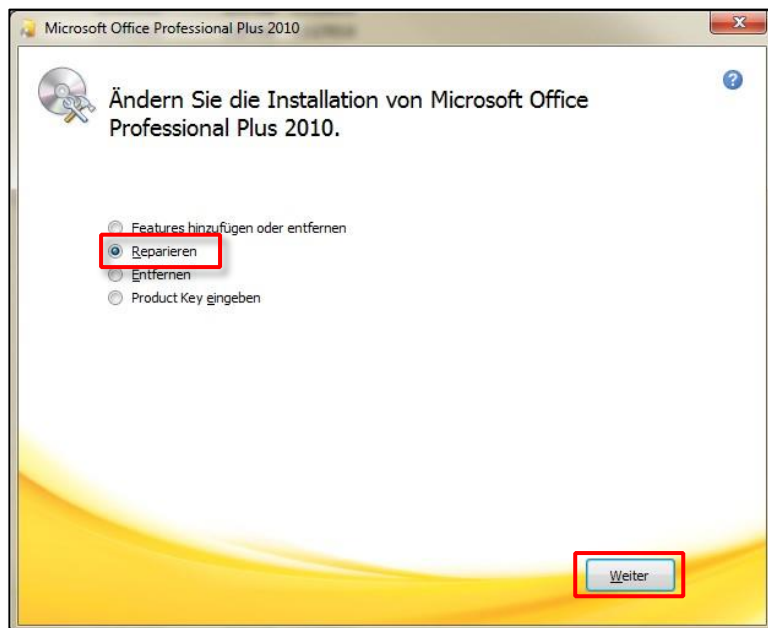 Microsoft Office Professional Plus 2010
Ändern Sie die Installation von Microsoft Office
Professional Plus 2010.
Features hinzufügen oder entfernen
Reparieren
Entfernen
Product Key eingeben
Weiter